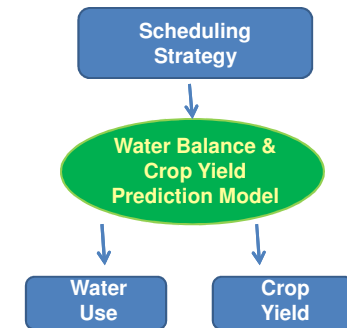 Scheduling
Strategy
Water Balance &
Crop Yield
Prediction Model
Water
Use
Crop
Yield